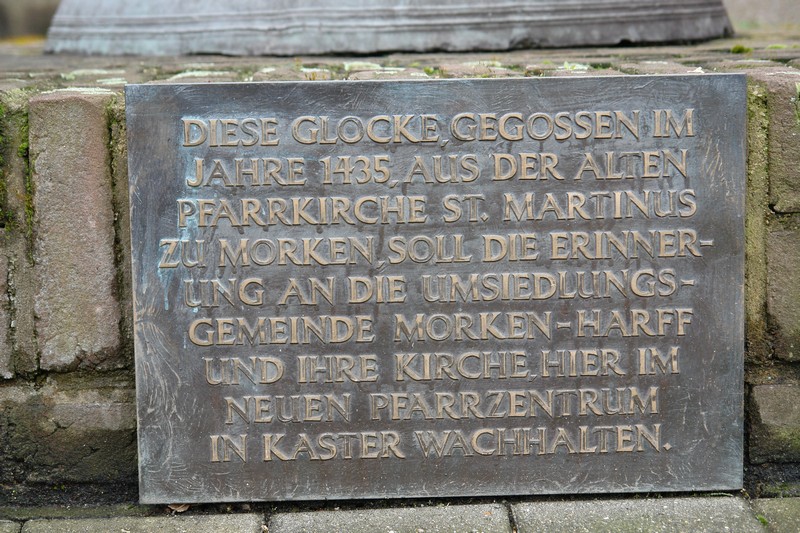 DIESE GLOCKE, GEGOSSEN IM
JAHRE 1435, AUS DER ALTEN
PFARRKIRCHE ST. MARTINUS
ZU MORKEN, SOLL DIE ERINNER-
UNG AN DIE UMSIEDLUNGS-
GEMEINDE MORKEN-HARFF
UND IHRE KIRCHE, HIER IM
NEUEN PFARRZENTRUM
IN KASTER WACHHALTEN.